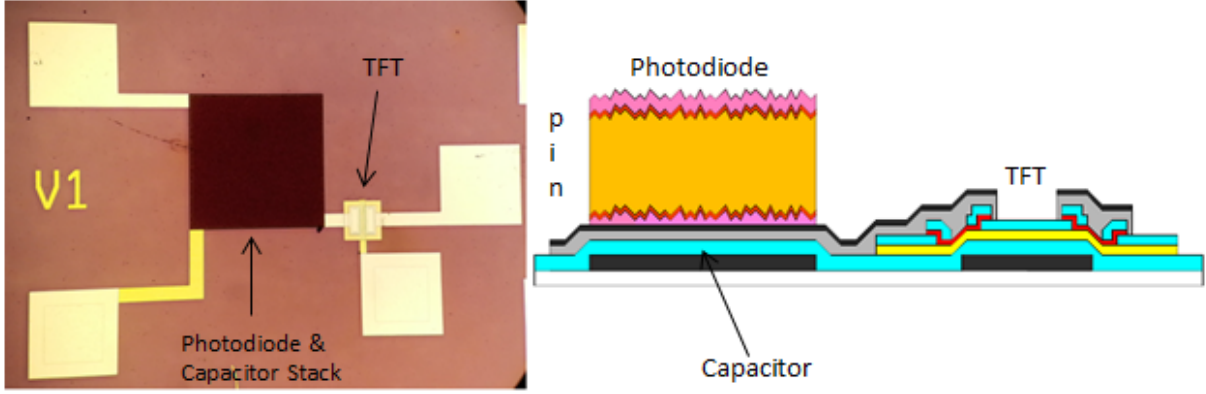 TFT
V1
Photodiode &
Capacitor Stack
Photodiode
p
i
n
TFT
Capacitor